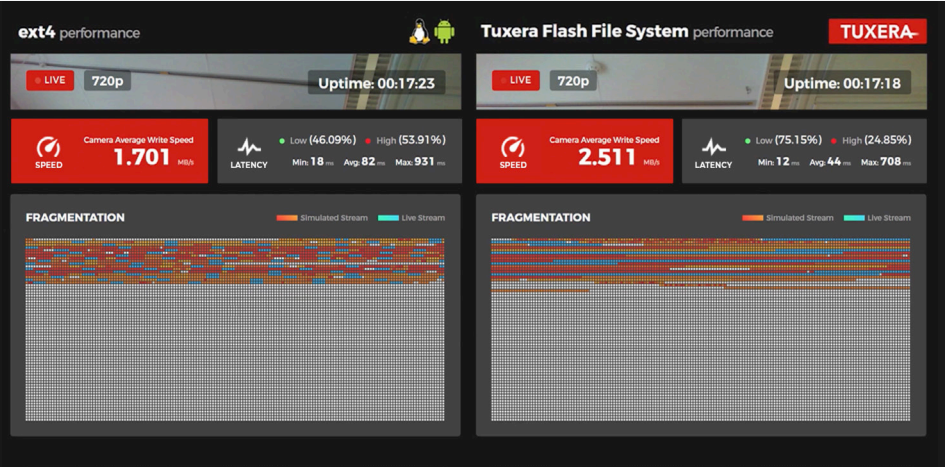 ext4 performance
LIVE 720p Uptime: 00:17:23
SPEED
Camera Average Write Speed
1.701 MB/s
LATENCY
Low (46.09%) High (53.91%)
Min: 18 ms Avg: 82 ms Max: 931 ms
FRAGMENTATION
Simulated Stream Live Stream
Tuxera Flash File System performance
TUXERA
LIVE 720p Uptime: 00:17:18
SPEED
Camera Average Write Speed
2.511 MB/s
LATENCY
Low (75.15%) High (24.85%)
Min: 12 ms Avg: 44 ms Max: 708 ms
FRAGMENTATION
Simulated Stream Live Stream